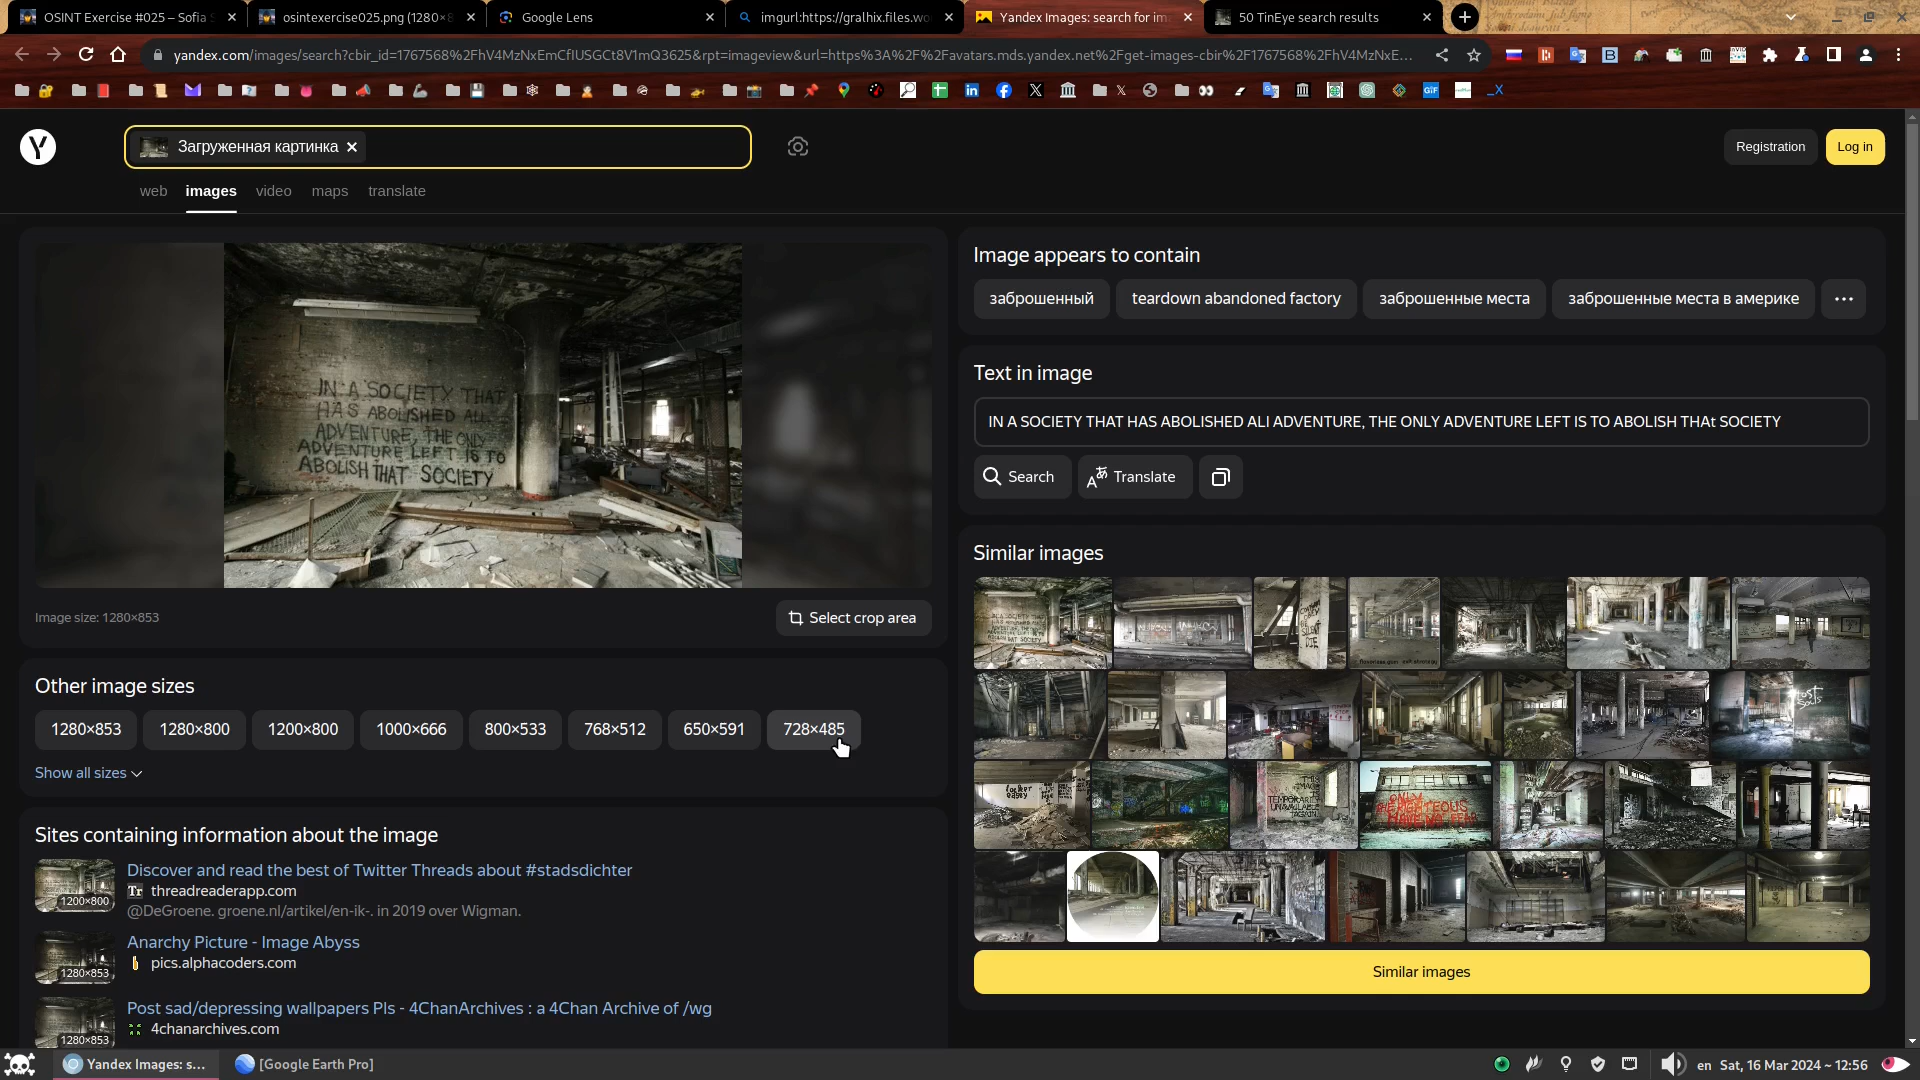 OSINT Exercise #025 – Sofia S
osintexercise025.png (1280×8
Google Lens
imgurl:https://gralhix.files.wo
Yandex Images: search for im
50 TinEye search results
yandex.com/images/search?cbir_id=1767568%2FhV4MzNxEmCfIUSGCt8V1mQ3625&rpt=imageview&url=https%3A%2F%2Favatars.mds.yandex.net%2Fget-images-cbir%2F1767568%2FhV4MzNxE...
Y
Загруженная картинка
Registration
Log in
web
images
video
maps
translate
IN A SOCIETY THAT
HAS ABOLISHED ALL
ADVENTURE, THE ONLY
ADVENTURE LEFT IS TO
ABOLISH THAT SOCIETY
Image size: 1280×853
Select crop area
Other image sizes
1280×853
1280×800
1200×800
1000×666
800×533
768×512
650×591
728×485
Show all sizes
Sites containing information about the image
1200×800
Discover and read the best of Twitter Threads about #stadsdichter
Tr threadreaderapp.com
@DeGroene. groene.nl/artikel/en-ik-. in 2019 over Wigman.
1280×853
Anarchy Picture - Image Abyss
pics.alphacoders.com
1280×853
Post sad/depressing wallpapers Pls - 4ChanArchives : a 4Chan Archive of /wg
4chanarchives.com
Image appears to contain
заброшенный
teardown abandoned factory
заброшенные места
заброшенные места в америке
Text in image
IN A SOCIETY THAT HAS ABOLISHED ALl ADVENTURE, THE ONLY ADVENTURE LEFT IS TO ABOLISH THAt SOCIETY
Search
Translate
Similar images
Similar images
Yandex Images: s...
[Google Earth Pro]
en
Sat, 16 Mar 2024 ~ 12:56